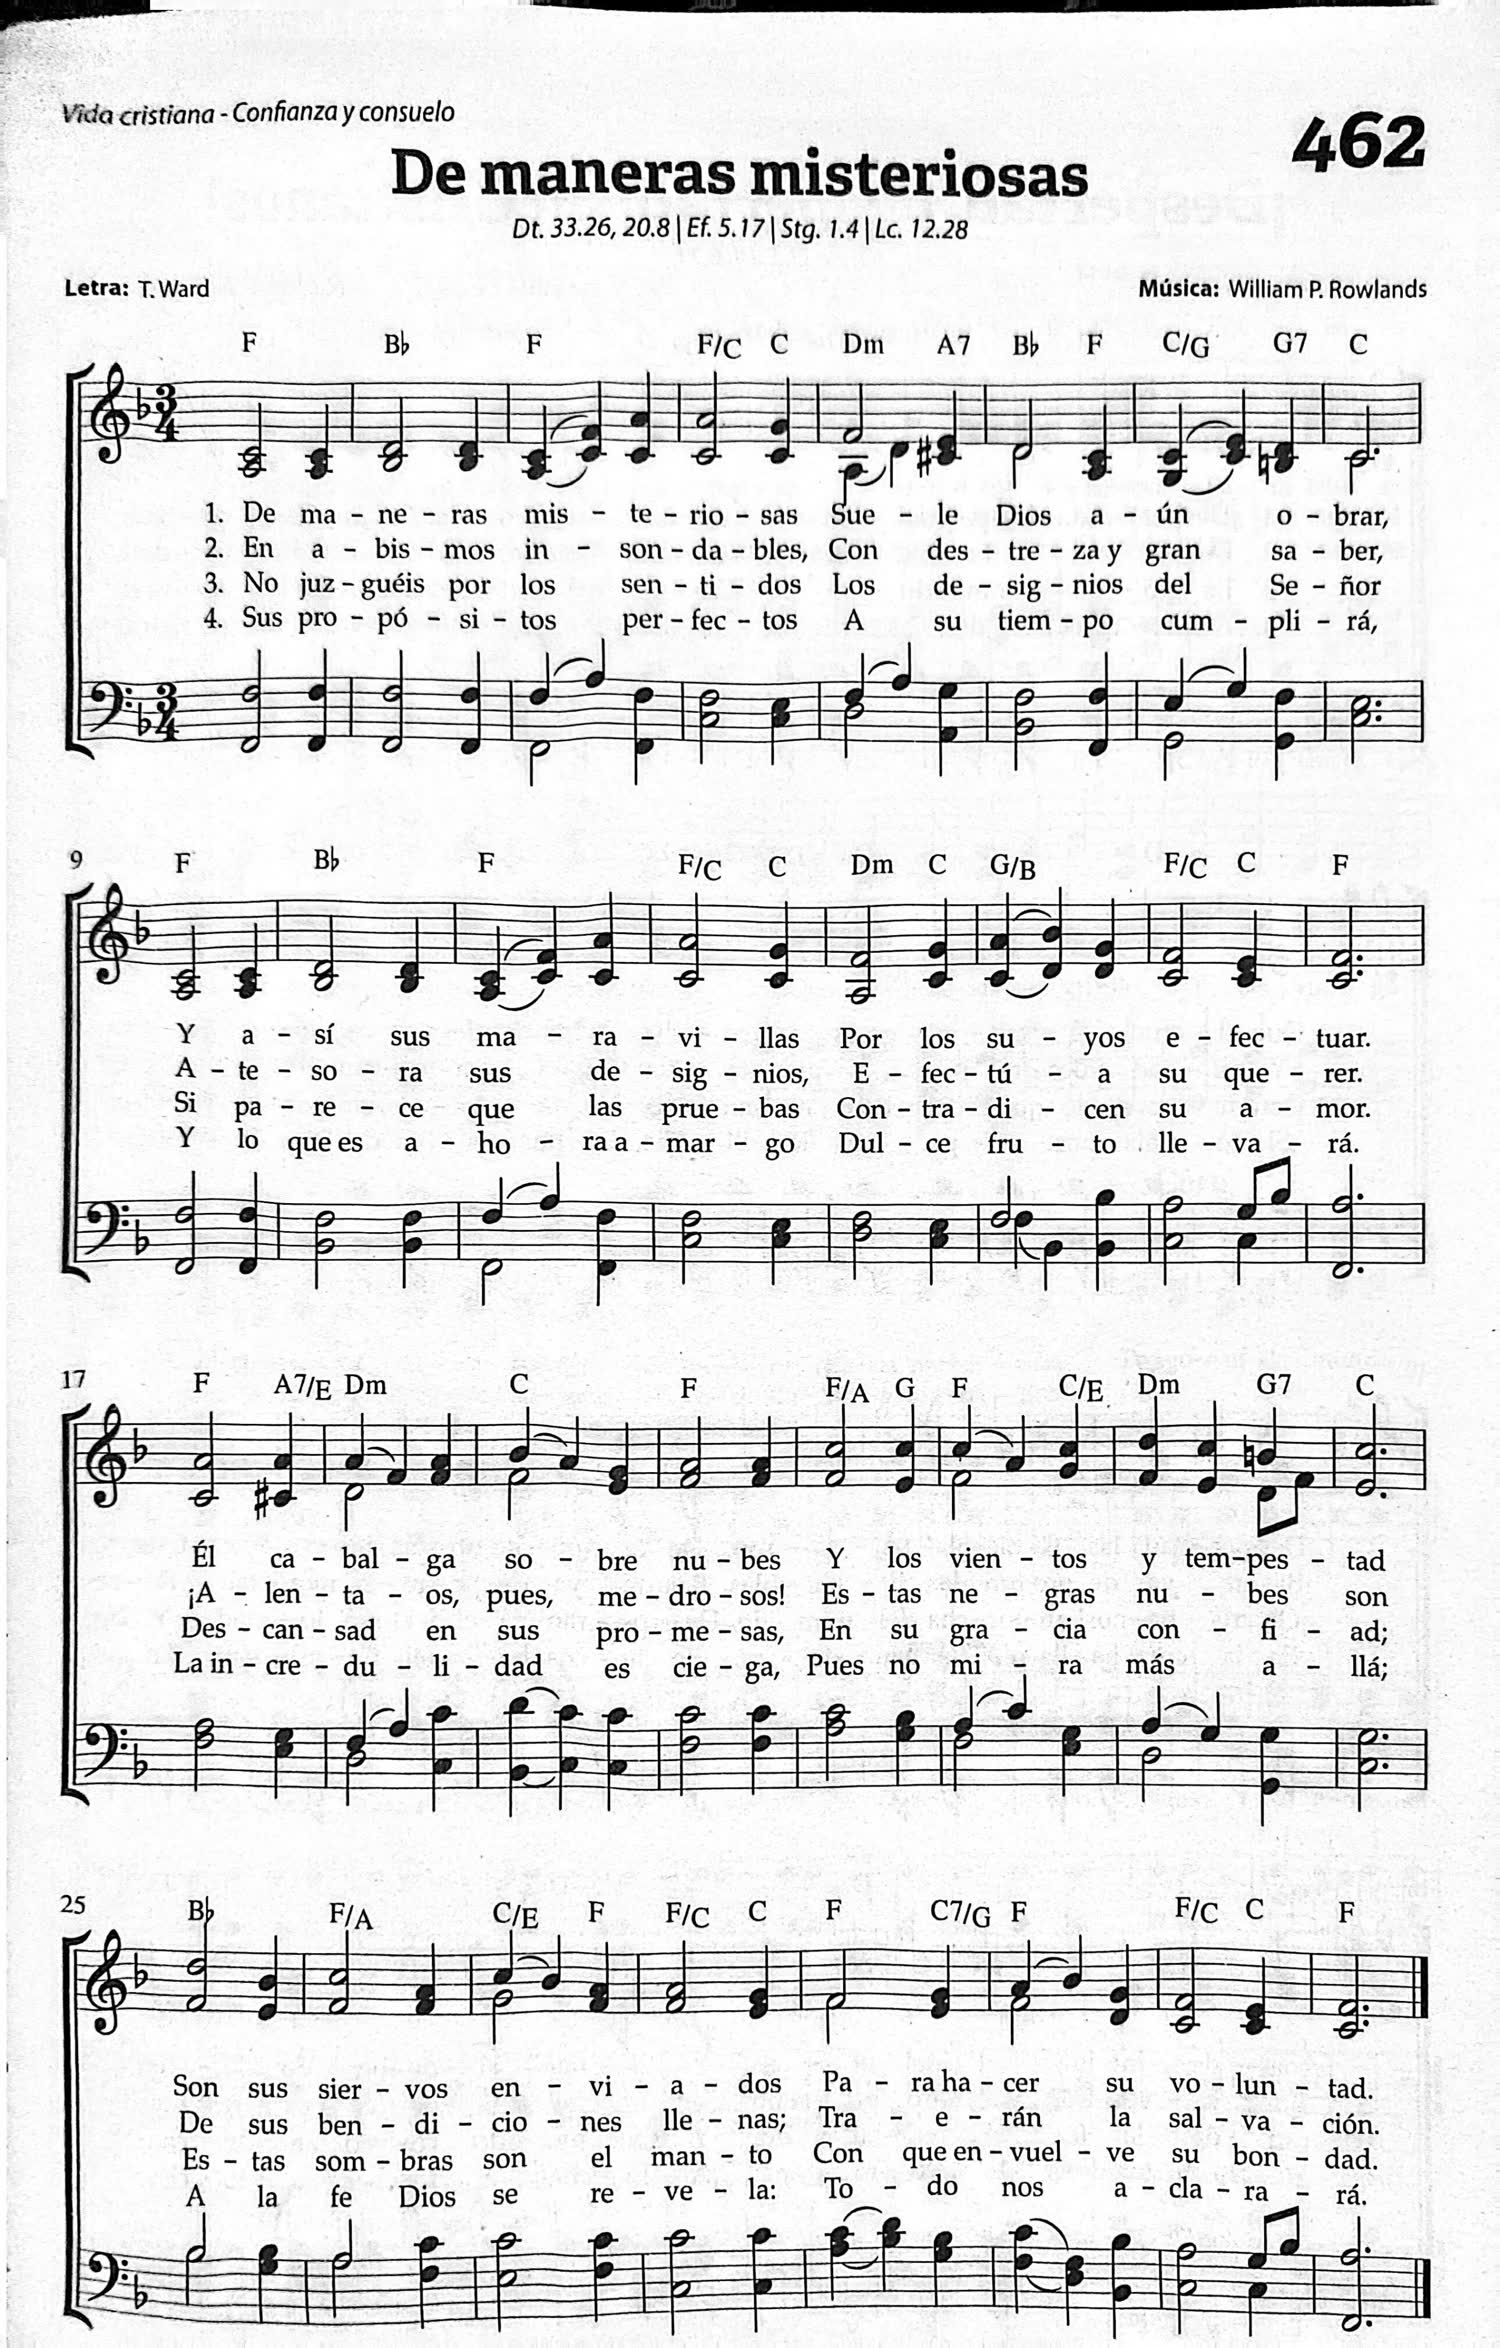 Vida cristiana - Confianza y consuelo
462
De maneras misteriosas
Dt. 33.26, 20.8 | Ef. 5.17 | Stg. 1.4 | Lc. 12.28
Letra: T. Ward
Música: William P. Rowlands
F B♭ F F/C C Dm A7 B♭ F C/G G7 C
3/4
1. De ma – ne – ras mis – te – rio – sas Sue – le Dios a – ún o – brar,
2. En a – bis – mos in – son – da – bles, Con des – tre – za y gran sa – ber,
3. No juz – guéis por los sen – ti – dos Los de – sig – nios del Se – ñor
4. Sus pro – pó – si – tos per – fec – tos A su tiem – po cum – pli – rá,
3/4
9
F B♭ F F/C C Dm C G/B F/C C F
Y a – sí sus ma – ra – vi – llas Por los su – yos e – fec – tuar.
A – te – so – ra sus de – sig – nios, E – fec – tú – a su que – rer.
Si pa – re – ce que las prue – bas Con – tra – di – cen su a – mor.
Y lo que es a – ho – ra a – mar – go Dul – ce fru – to lle – va – rá.
17
F A7/E Dm C F F/A G F C/E Dm G7 C
Él ca – bal – ga so – bre nu – bes Y los vien – tos y tem – pes – tad
¡A – len – ta – os, pues, me – dro – sos! Es – tas ne – gras nu – bes son
Des – can – sad en sus pro – me – sas, En su gra – cia con – fi – ad;
La in – cre – du – li – dad es cie – ga, Pues no mi – ra más a – llá;
25
B♭ F/A C/E F F/C C F C7/G F F/C C F
Son sus sier – vos en – vi – a – dos Pa – ra ha – cer su vo – lun – tad.
De sus ben – di – cio – nes lle – nas; Tra – e – rán la sal – va – ción.
Es – tas som – bras son el man – to Con que en – vuel – ve su bon – dad.
A la fe Dios se re – ve – la: To – do nos a – cla – ra – rá.